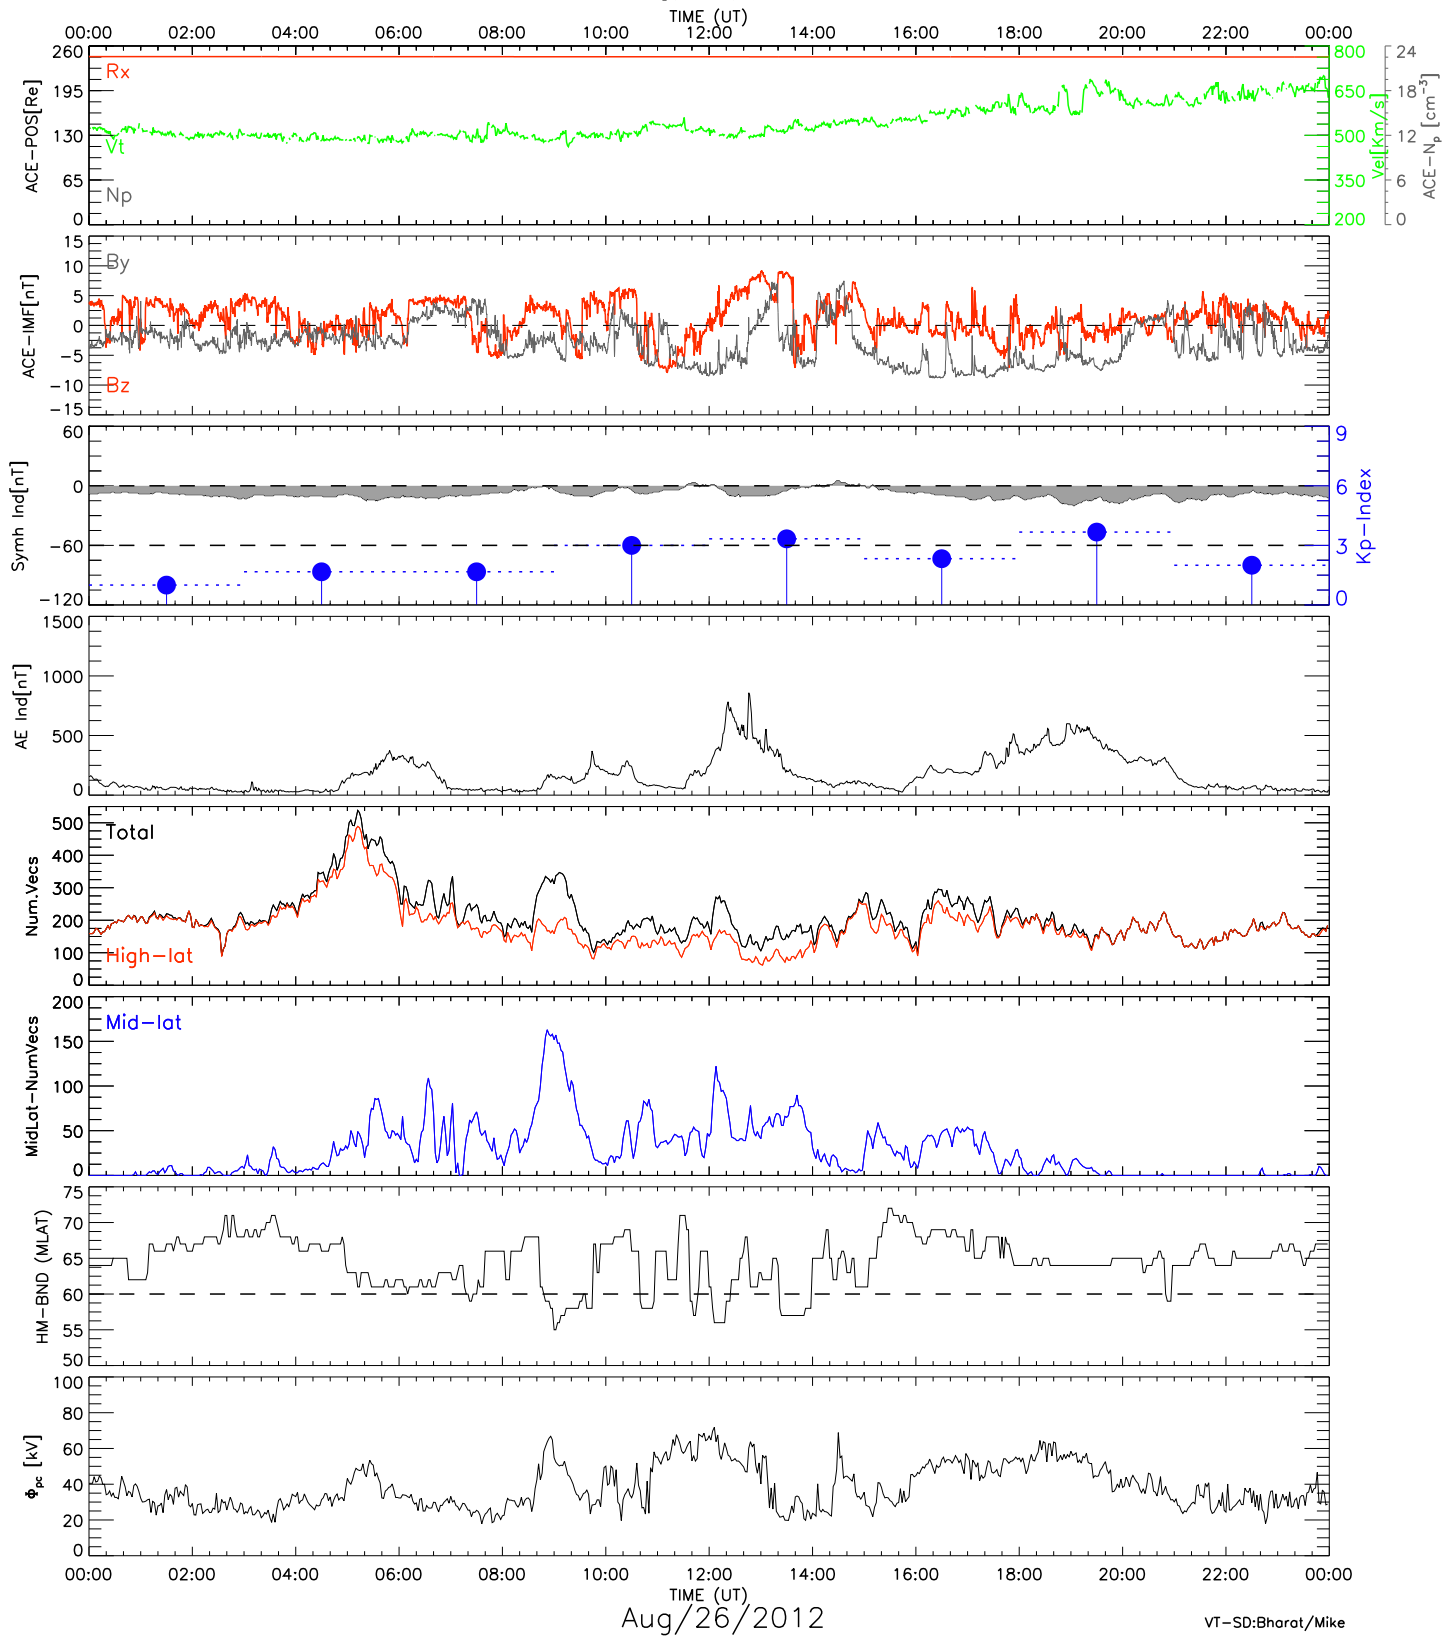 TIME (UT)
00:00 02:00 04:00 06:00 08:00 10:00 12:00 14:00 16:00 18:00 20:00 22:00 00:00
ACE-POS[Re]
260
195
130
65
0
Rx
Vt
Np
800
650
500
350
200
Vel[Km/s]
24
18
12
6
0
ACE-Np [cm⁻³]
ACE-IMF[nT]
15
10
5
0
-5
-10
-15
By
Bz
Symh Ind[nT]
60
0
-60
-120
9
6
3
0
Kp-Index
AE Ind[nT]
1500
1000
500
0
Num.Vecs
500
400
300
200
100
0
Total
High-lat
MidLat-NumVecs
200
150
100
50
0
Mid-lat
HM-BND (MLAT)
75
70
65
60
55
50
Φpc [kV]
100
80
60
40
20
0
00:00 02:00 04:00 06:00 08:00 10:00 12:00 14:00 16:00 18:00 20:00 22:00 00:00
TIME (UT)
Aug/26/2012
VT-SD:Bharat/Mike